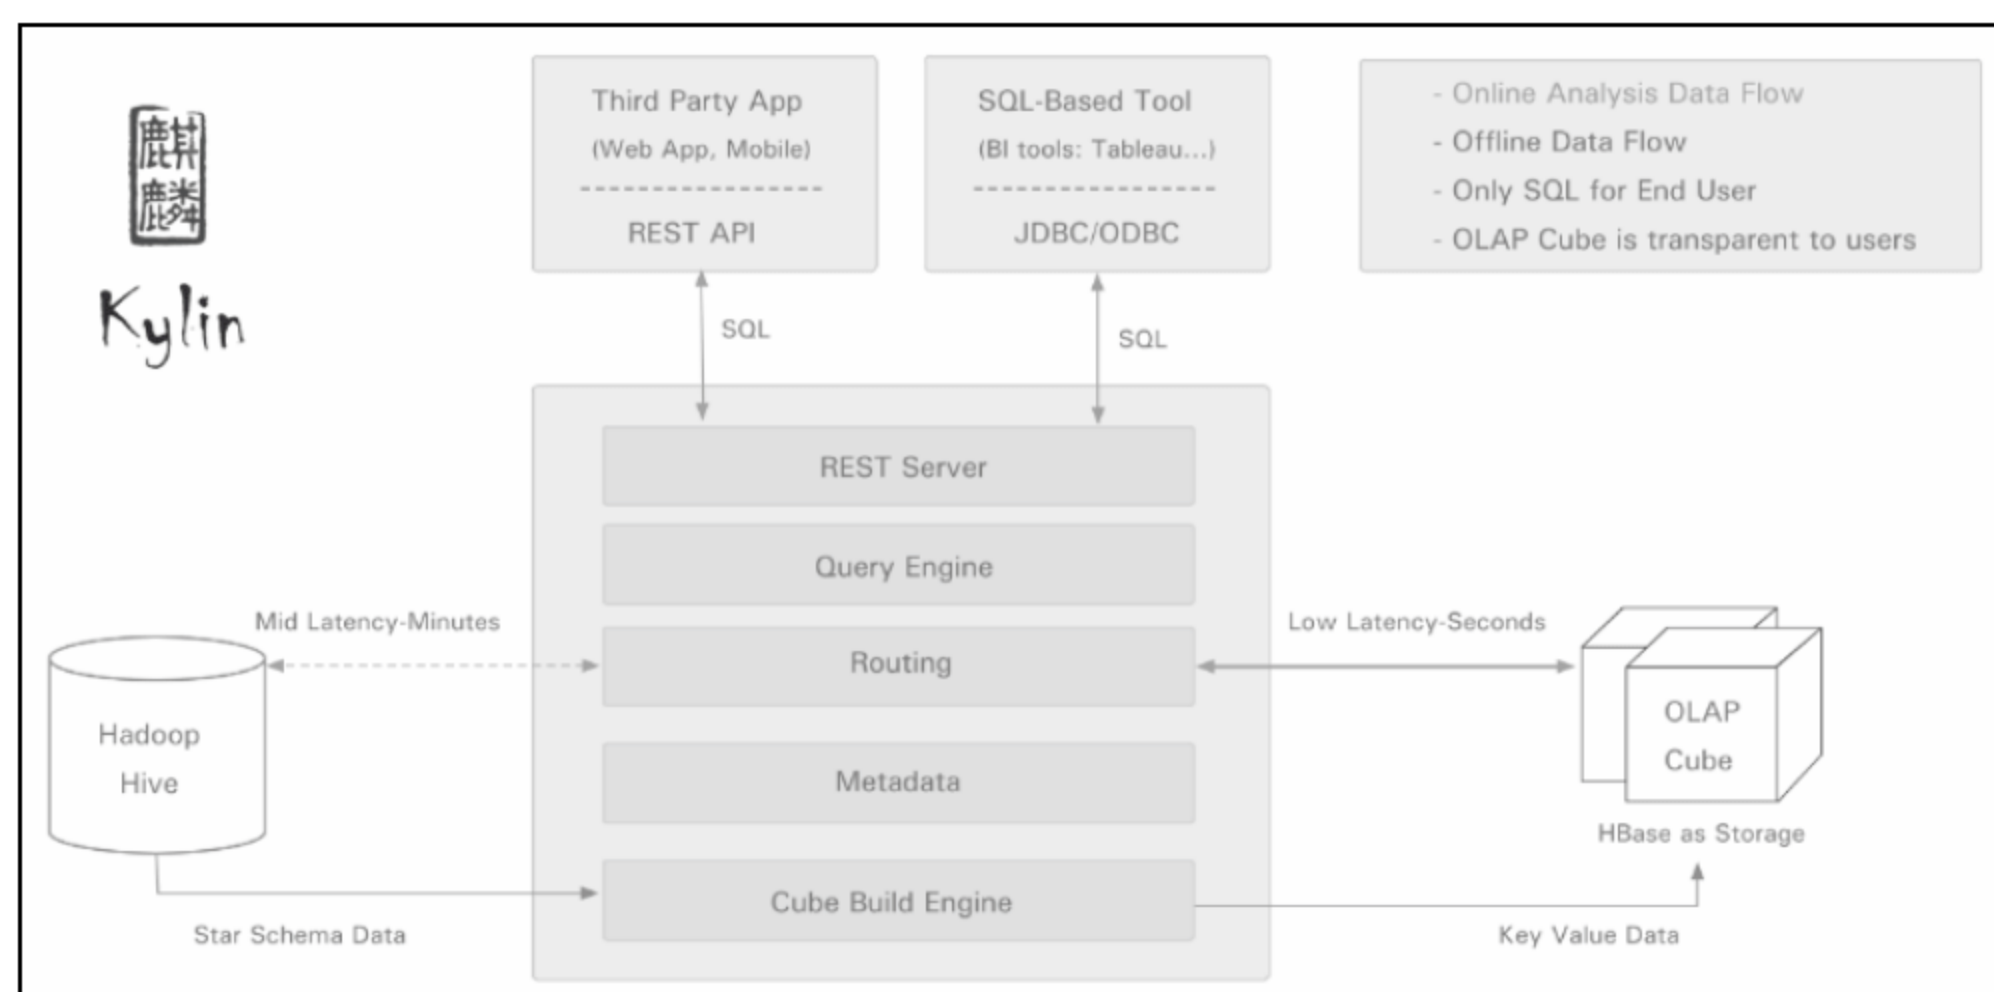 麒
麟
Kylin
Third Party App
(Web App, Mobile)
REST API
SQL-Based Tool
(BI tools: Tableau...)
JDBC/ODBC
- Online Analysis Data Flow
- Offline Data Flow
- Only SQL for End User
- OLAP Cube is transparent to users
SQL
SQL
REST Server
Query Engine
Mid Latency-Minutes
Routing
Low Latency-Seconds
Hadoop
Hive
OLAP
Cube
Metadata
HBase as Storage
Cube Build Engine
Star Schema Data
Key Value Data